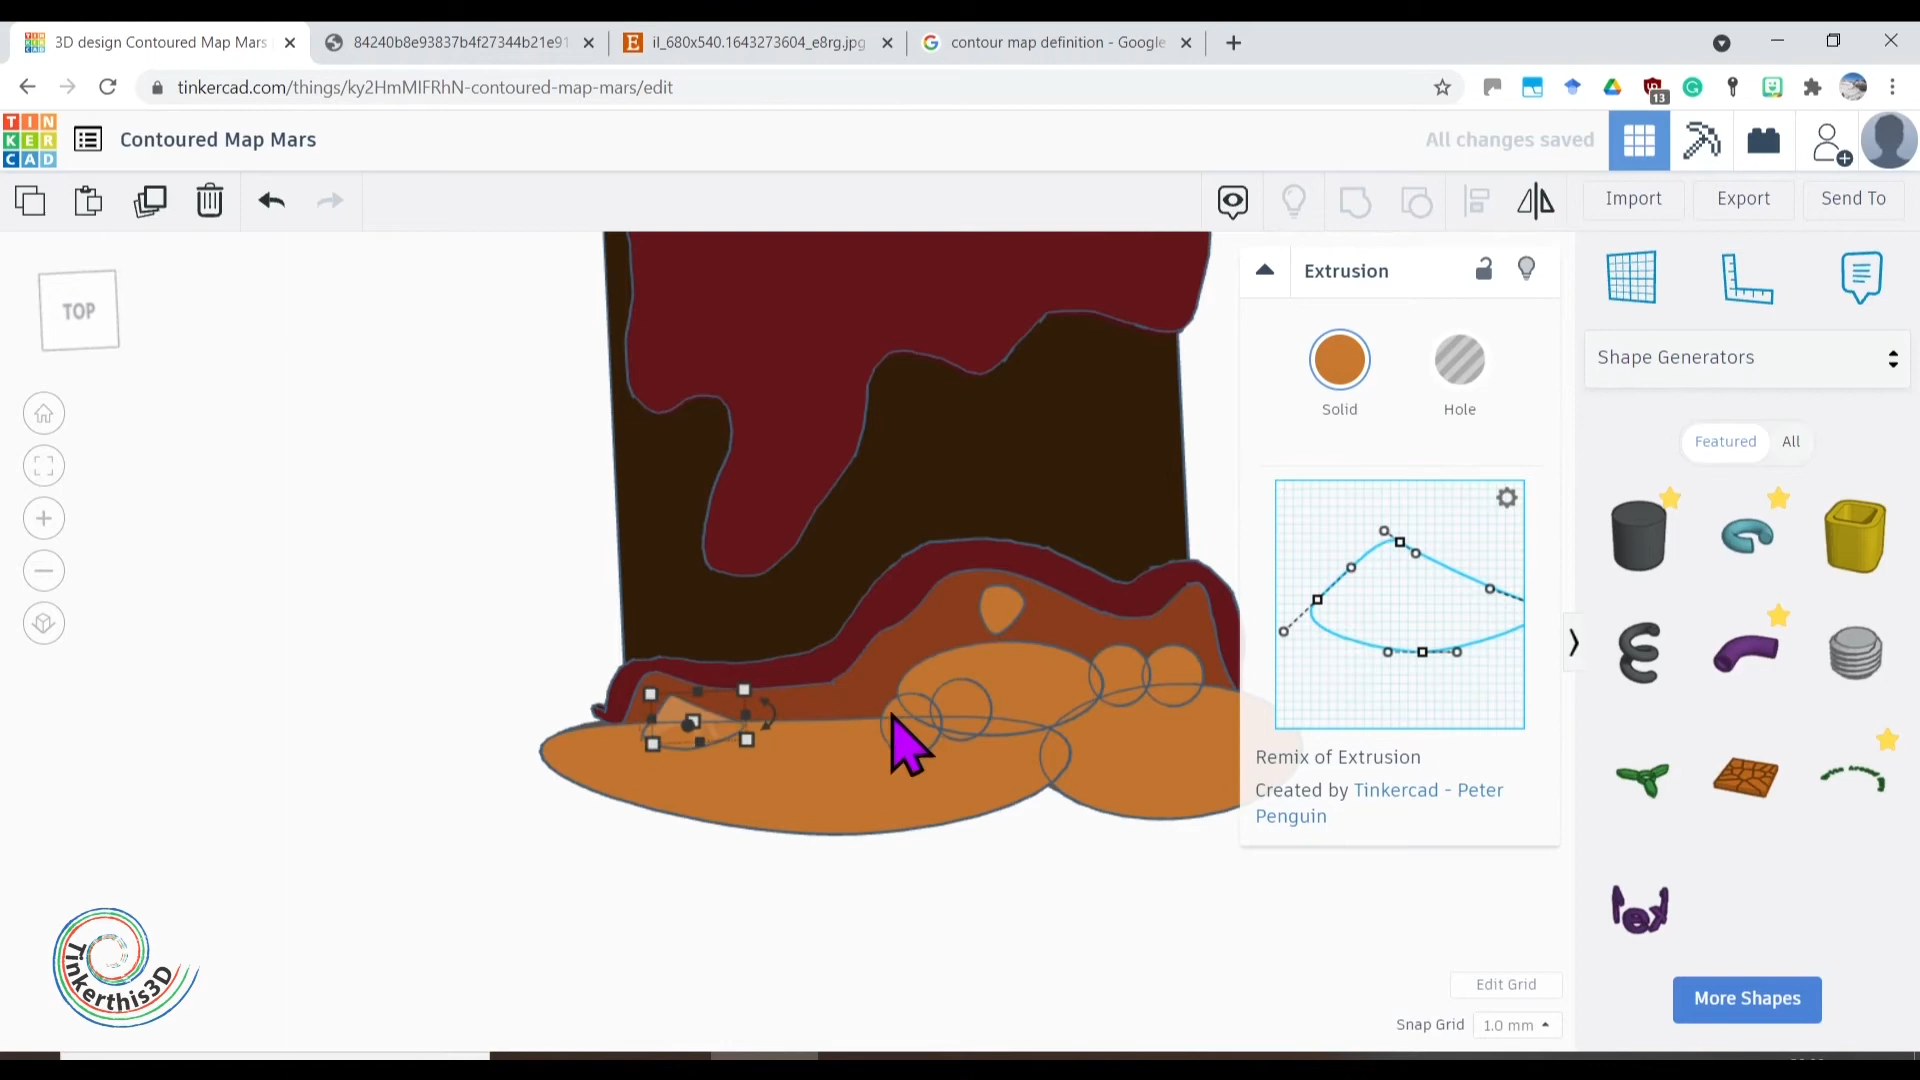 3D design Contoured Map Mars
84240b8e93837b4f27344b21e91
il_680x540.1643273604_e8rg.jpg
contour map definition - Google
tinkercad.com/things/ky2HmMlFRhN-contoured-map-mars/edit
13
TIN
KER
CAD
Contoured Map Mars
All changes saved
Import
Export
Send To
TOP
Extrusion
Solid
Hole
Remix of Extrusion
Created by Tinkercad - Peter
Penguin
Shape Generators
Featured
All
More Shapes
Edit Grid
Snap Grid
1.0 mm
Tinkerthis3D